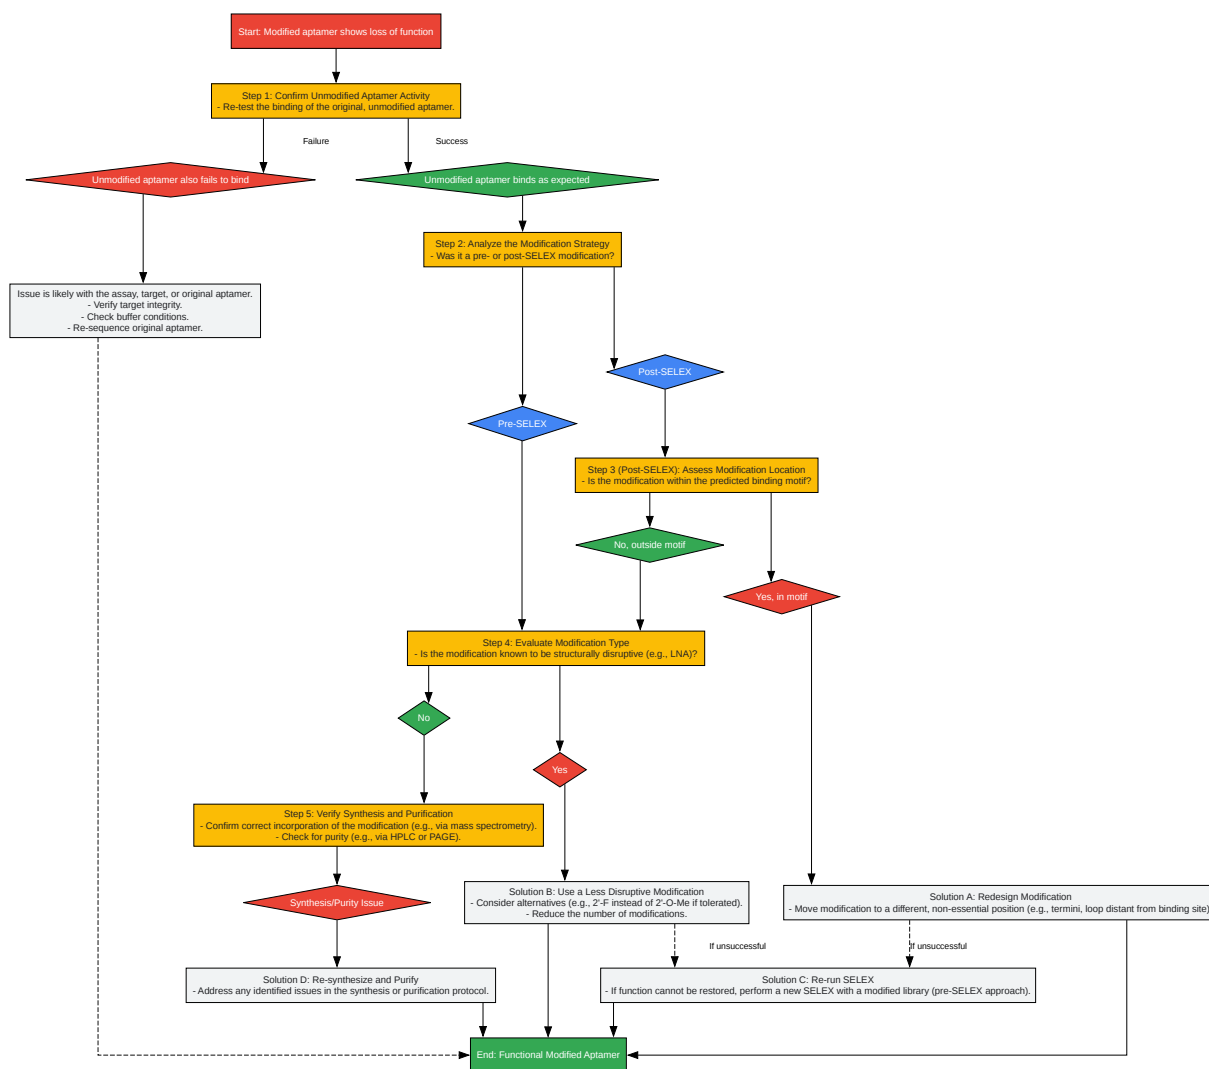 Start: Modified aptamer shows loss of function
Step 1: Confirm Unmodified Aptamer Activity
- Re-test the binding of the original, unmodified aptamer.
Failure
Success
Unmodified aptamer also fails to bind
Unmodified aptamer binds as expected
Step 2: Analyze the Modification Strategy
- Was it a pre- or post-SELEX modification?
Issue is likely with the assay, target, or original aptamer.
- Verify target integrity.
- Check buffer conditions.
- Re-sequence original aptamer.
Post-SELEX
Pre-SELEX
Step 3 (Post-SELEX): Assess Modification Location
- Is the modification within the predicted binding motif?
No, outside motif
Yes, in motif
Step 4: Evaluate Modification Type
- Is the modification known to be structurally disruptive (e.g., LNA)?
No
Yes
Step 5: Verify Synthesis and Purification
- Confirm correct incorporation of the modification (e.g., via mass spectrometry).
- Check for purity (e.g., via HPLC or PAGE).
Synthesis/Purity Issue
Solution B: Use a Less Disruptive Modification
- Consider alternatives (e.g., 2'-F instead of 2'-O-Me if tolerated).
- Reduce the number of modifications.
Solution A: Redesign Modification
- Move modification to a different, non-essential position (e.g., termini, loop distant from binding site)
If unsuccessful
If unsuccessful
Solution D: Re-synthesize and Purify
- Address any identified issues in the synthesis or purification protocol.
Solution C: Re-run SELEX
- If function cannot be restored, perform a new SELEX with a modified library (pre-SELEX approach).
End: Functional Modified Aptamer